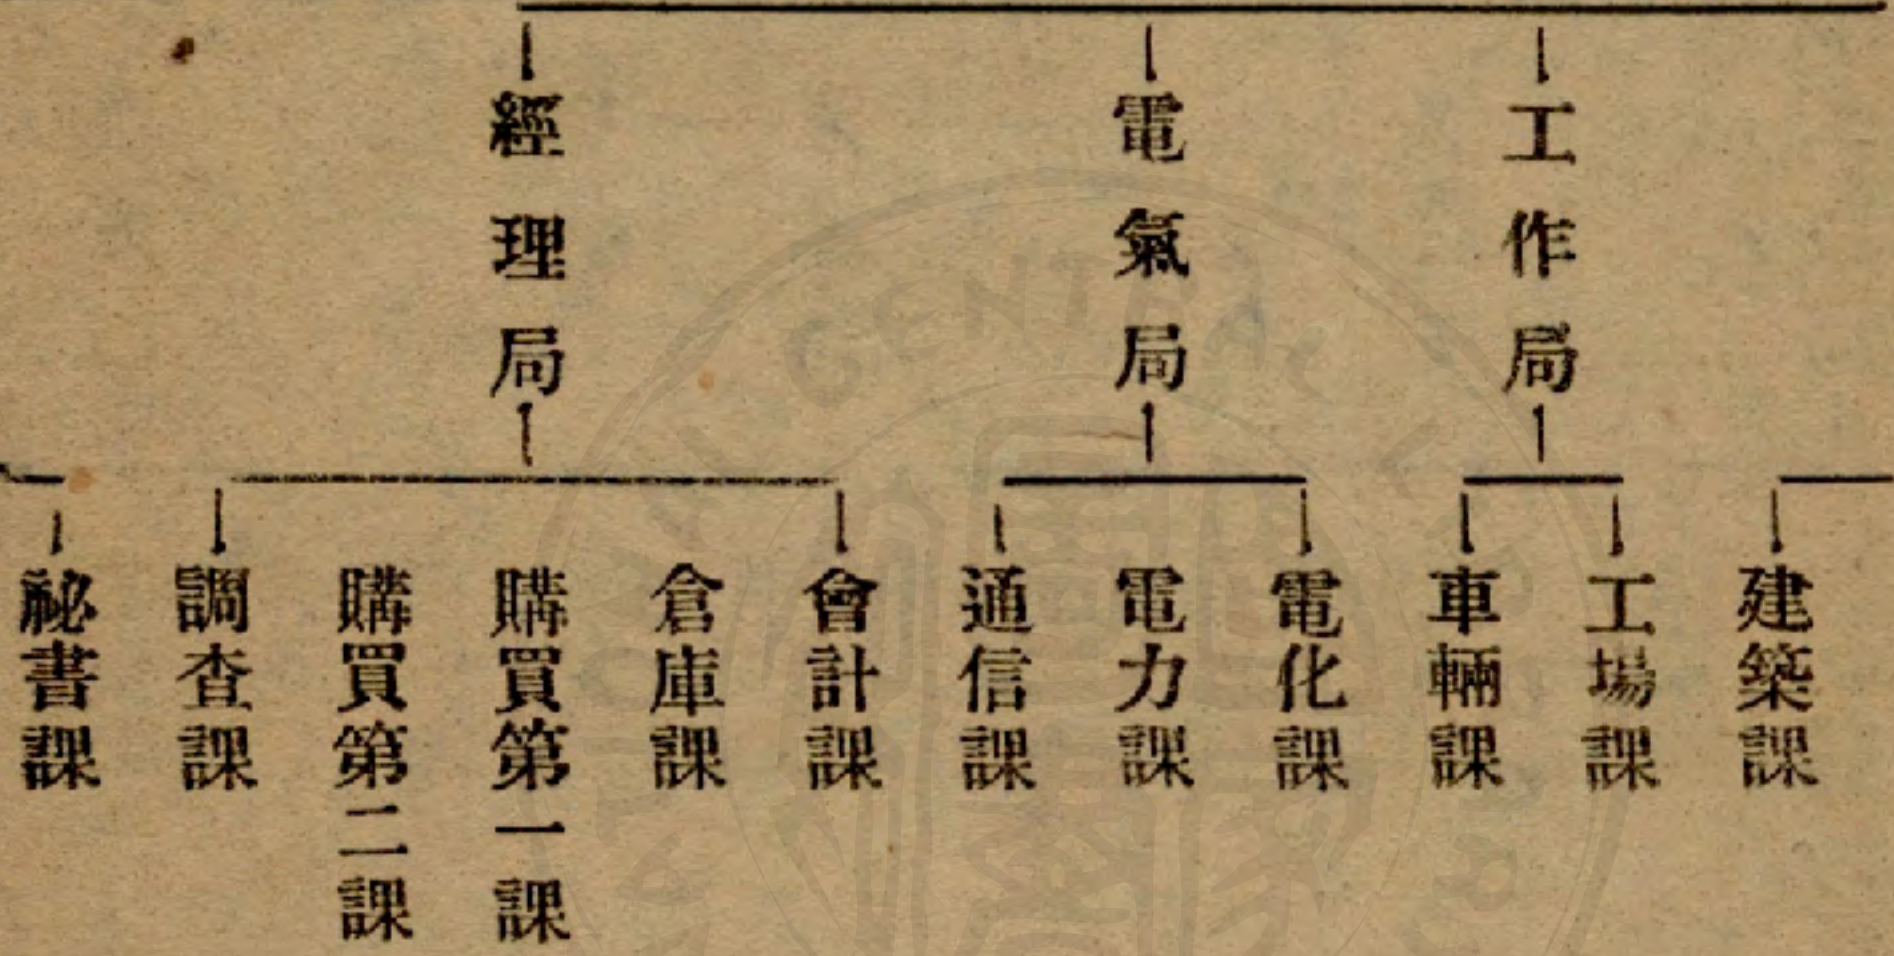 工作局
電氣局
經理局
建築課
工場課
車輛課
電化課
電力課
通信課
會計課
倉庫課
購買第一課
購買第二課
調査課
祕書課
CENTRAL